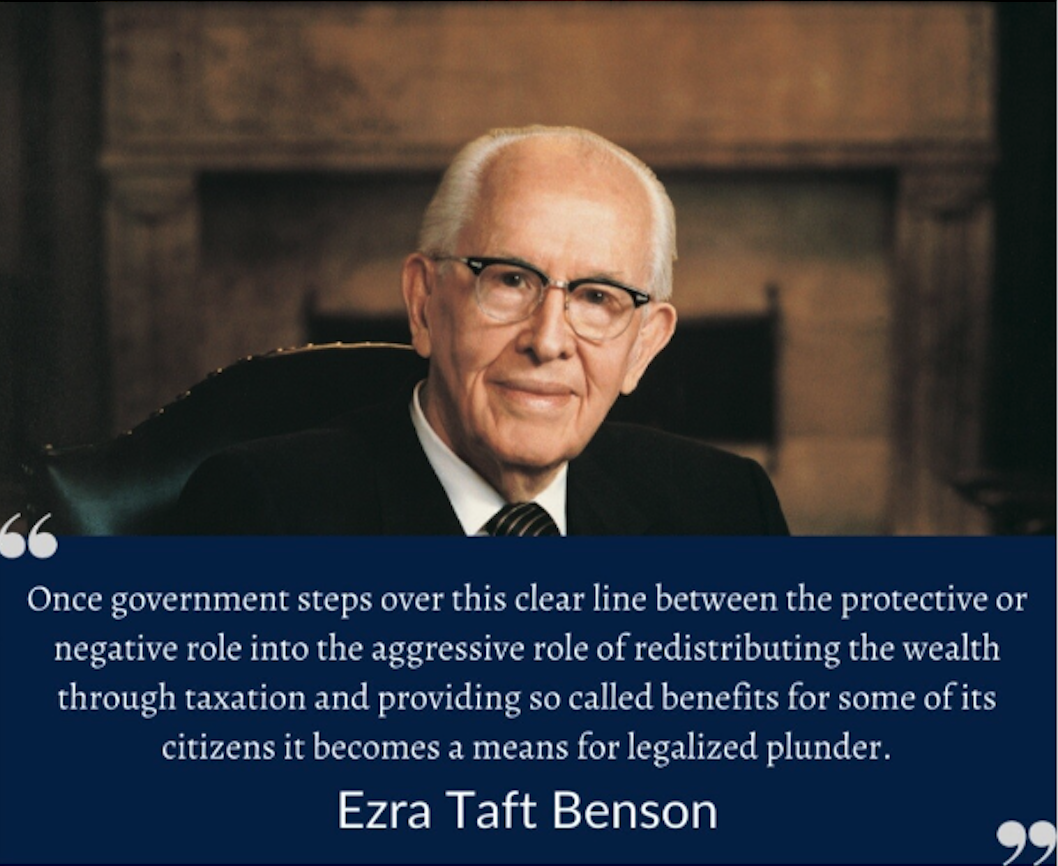 “
Once government steps over this clear line between the protective or
negative role into the aggressive role of redistributing the wealth
through taxation and providing so called benefits for some of its
citizens it becomes a means for legalized plunder.
Ezra Taft Benson
”